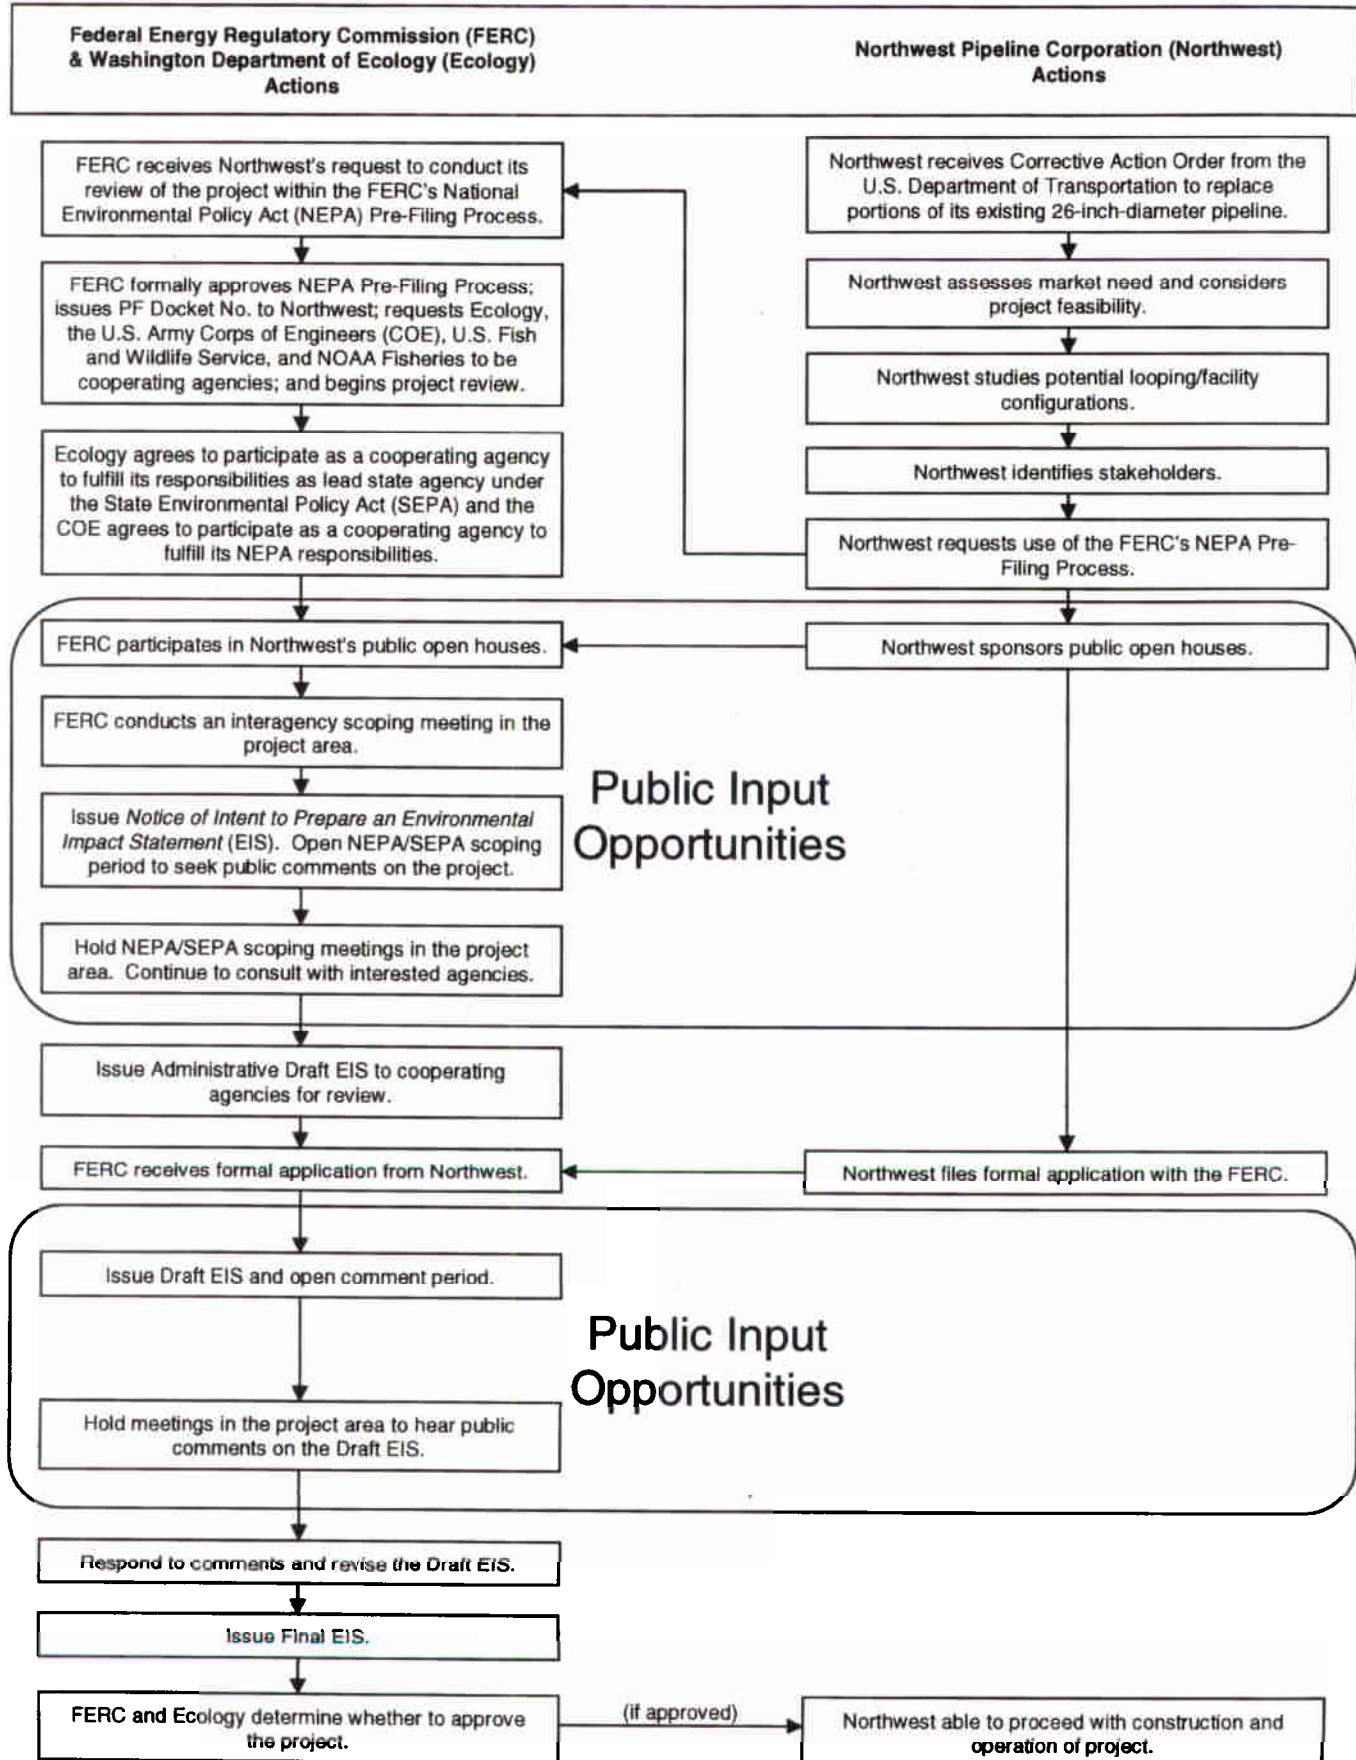 Federal Energy Regulatory Commission (FERC)
& Washington Department of Ecology (Ecology)
Actions
Northwest Pipeline Corporation (Northwest)
Actions
FERC receives Northwest's request to conduct its
review of the project within the FERC's National
Environmental Policy Act (NEPA) Pre-Filing Process.
Northwest receives Corrective Action Order from the
U.S. Department of Transportation to replace
portions of its existing 26-inch-diameter pipeline.
FERC formally approves NEPA Pre-Filing Process;
issues PF Docket No. to Northwest; requests Ecology,
the U.S. Army Corps of Engineers (COE), U.S. Fish
and Wildlife Service, and NOAA Fisheries to be
cooperating agencies; and begins project review.
Northwest assesses market need and considers
project feasibility.
Northwest studies potential looping/facility
configurations.
Ecology agrees to participate as a cooperating agency
to fulfill its responsibilities as lead state agency under
the State Environmental Policy Act (SEPA) and the
COE agrees to participate as a cooperating agency to
fulfill its NEPA responsibilities.
Northwest identifies stakeholders.
Northwest requests use of the FERC's NEPA Pre-
Filing Process.
FERC participates in Northwest's public open houses.
Northwest sponsors public open houses.
FERC conducts an interagency scoping meeting in the
project area.
Public Input
Opportunities
Issue Notice of Intent to Prepare an Environmental
Impact Statement (EIS). Open NEPA/SEPA scoping
period to seek public comments on the project.
Hold NEPA/SEPA scoping meetings in the project
area. Continue to consult with interested agencies.
Issue Administrative Draft EIS to cooperating
agencies for review.
FERC receives formal application from Northwest.
Northwest files formal application with the FERC.
Issue Draft EIS and open comment period.
Public Input
Opportunities
Hold meetings in the project area to hear public
comments on the Draft EIS.
Respond to comments and revise the Draft EIS.
Issue Final EIS.
FERC and Ecology determine whether to approve
the project.
(if approved)
Northwest able to proceed with construction and
operation of project.